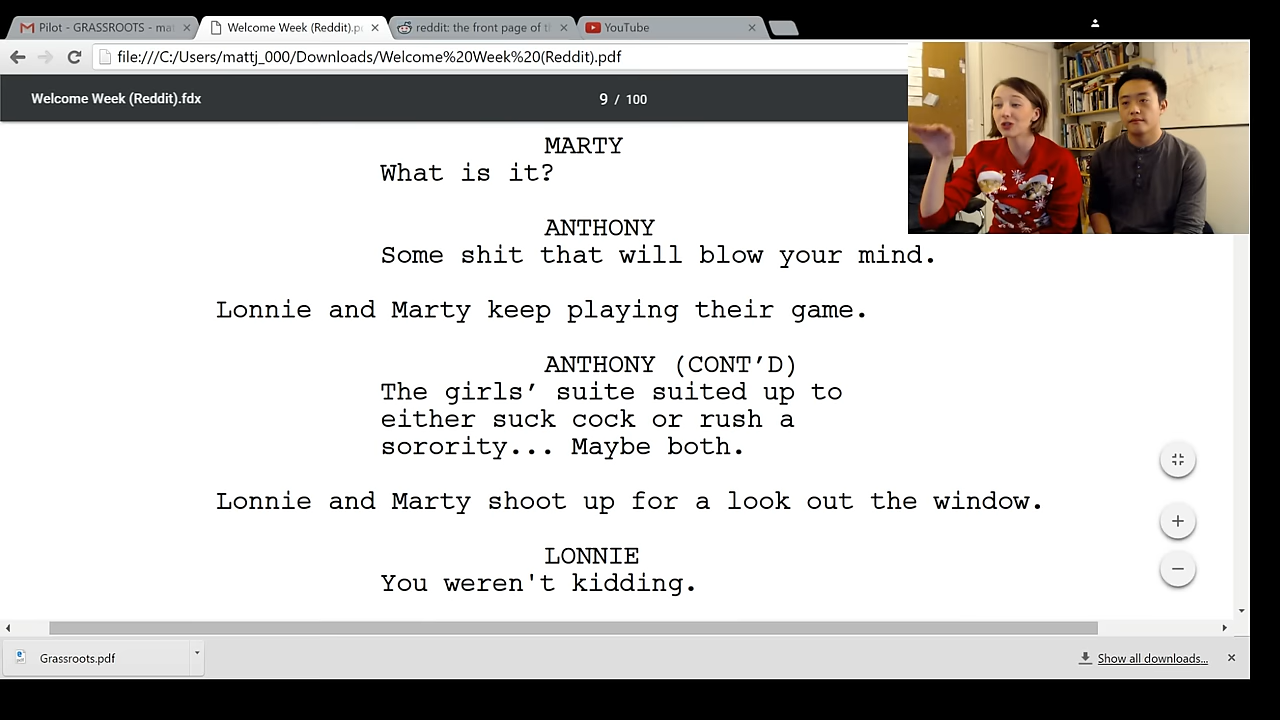 Pilot - GRASSROOTS - mat
Welcome Week (Reddit).p
reddit: the front page of t
YouTube
file:///C:/Users/mattj_000/Downloads/Welcome%20Week%20(Reddit).pdf
Welcome Week (Reddit).fdx
9 / 100
MARTY
What is it?
ANTHONY
Some shit that will blow your mind.
Lonnie and Marty keep playing their game.
ANTHONY (CONT’D)
The girls’ suite suited up to
either suck cock or rush a
sorority... Maybe both.
Lonnie and Marty shoot up for a look out the window.
LONNIE
You weren't kidding.
Grassroots.pdf
Show all downloads...